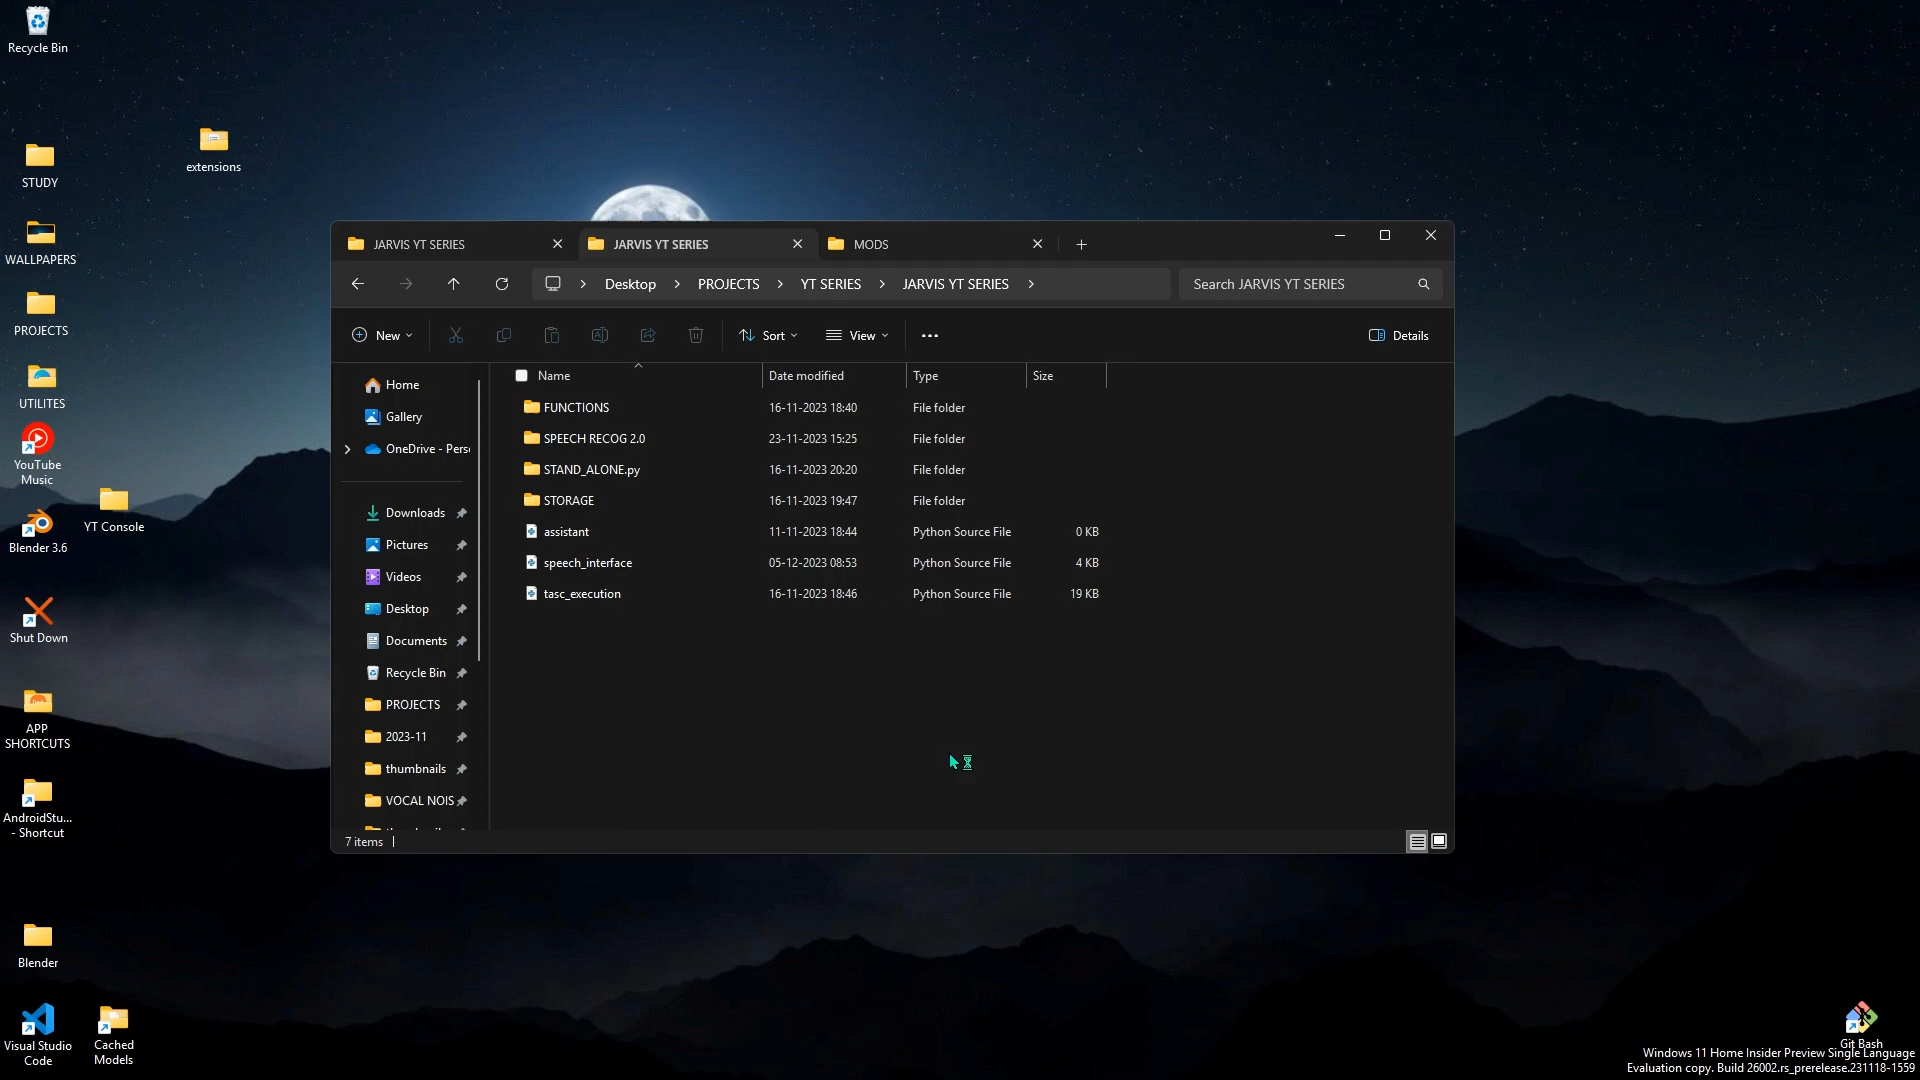 Recycle Bin
extensions
STUDY
WALLPAPERS
PROJECTS
UTILITES
YouTube
Music
YT Console
Blender 3.6
Shut Down
APP
SHORTCUTS
AndroidStu...
- Shortcut
Blender
Visual Studio
Code
Cached
Models
JARVIS YT SERIES
JARVIS YT SERIES
MODS
Desktop > PROJECTS > YT SERIES > JARVIS YT SERIES >
Search JARVIS YT SERIES
New
Sort
View
Details
Home
Gallery
OneDrive - Pers
Downloads
Pictures
Videos
Desktop
Documents
Recycle Bin
PROJECTS
2023-11
thumbnails
VOCAL NOIS
Name Date modified Type Size
FUNCTIONS 16-11-2023 18:40 File folder
SPEECH RECOG 2.0 23-11-2023 15:25 File folder
STAND_ALONE.py 16-11-2023 20:20 File folder
STORAGE 16-11-2023 19:47 File folder
assistant 11-11-2023 18:44 Python Source File 0 KB
speech_interface 05-12-2023 08:53 Python Source File 4 KB
tasc_execution 16-11-2023 18:46 Python Source File 19 KB
7 items
Git Bash
Windows 11 Home Insider Preview Single Language
Evaluation copy. Build 26002.rs_prerelease.231118-1559